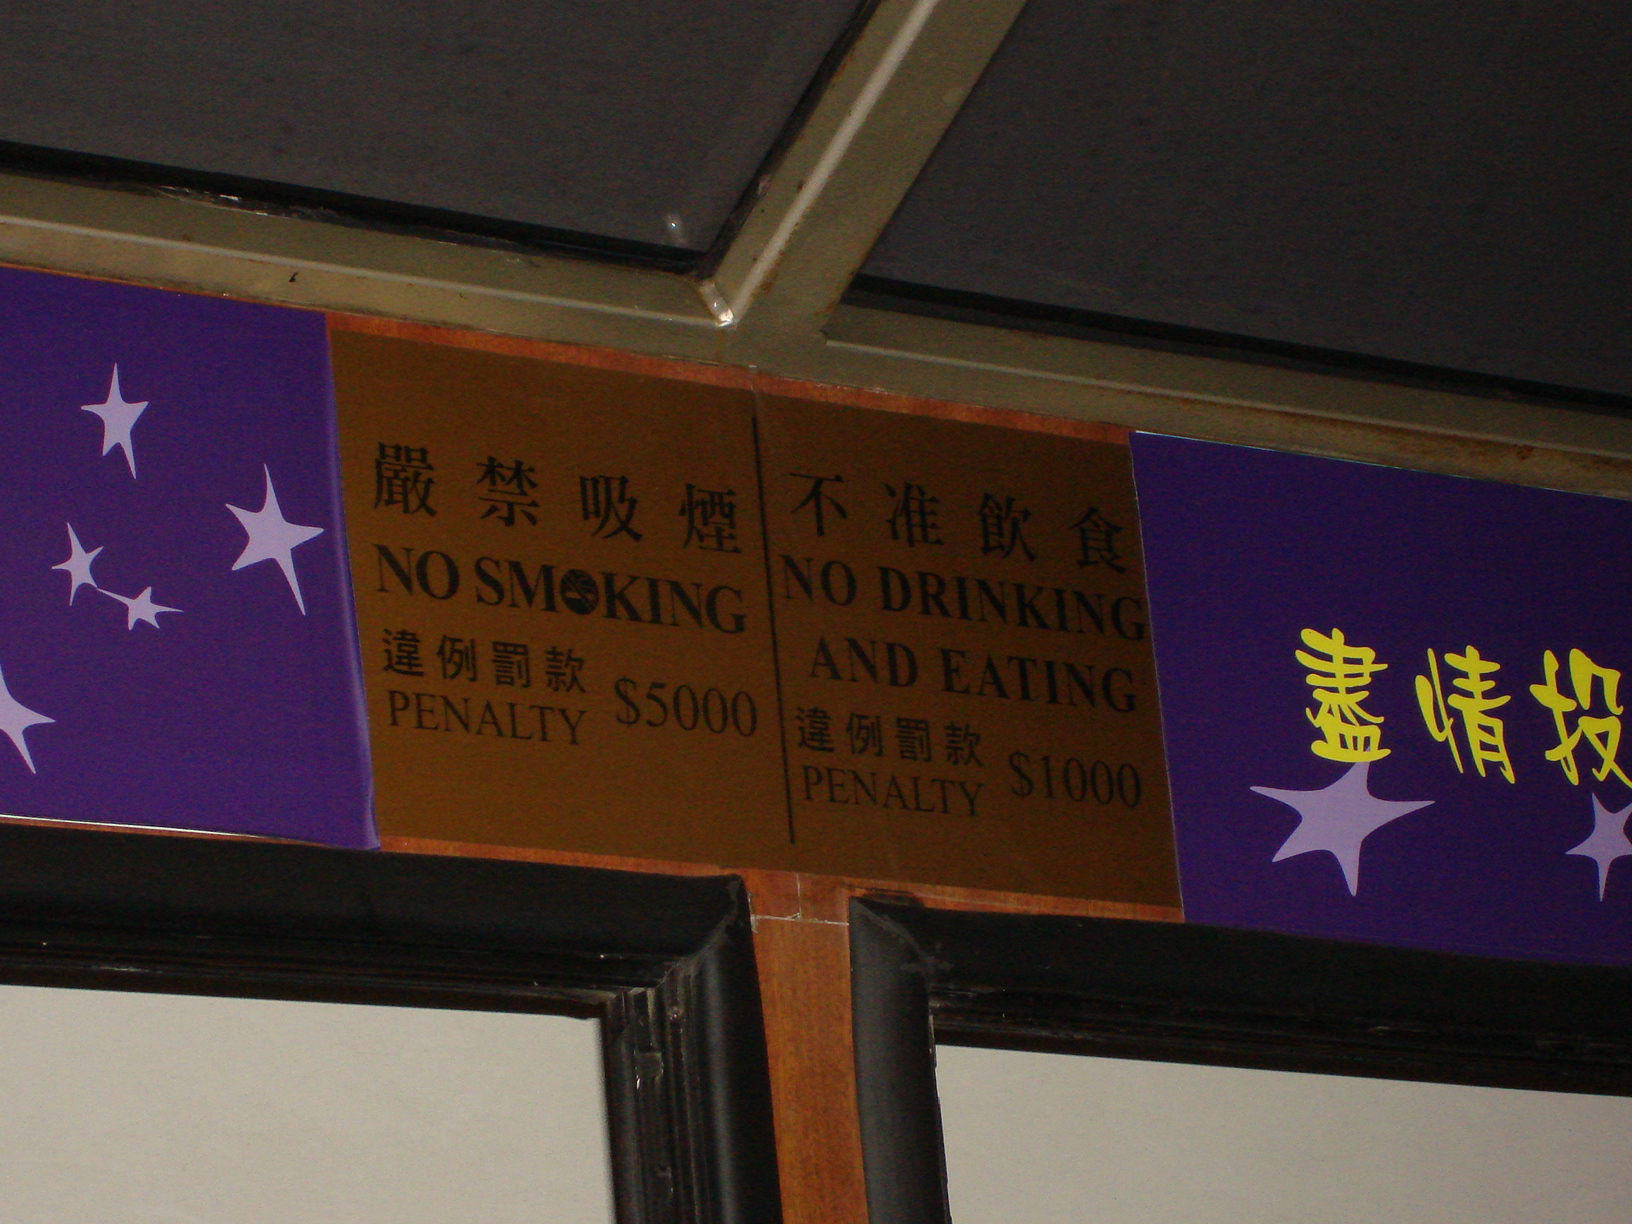 嚴禁吸煙
NO SMOKING
違例罰款
PENALTY $5000
不准飲食
NO DRINKING
AND EATING
違例罰款
PENALTY $1000
盡情投